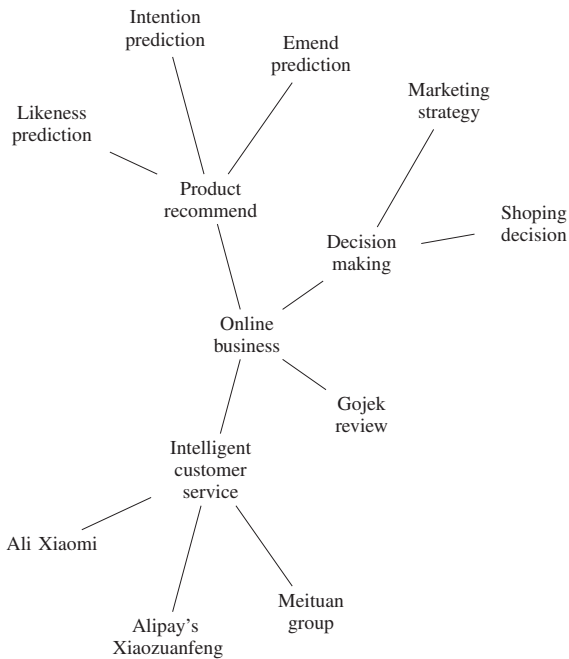 Intention
prediction
Emend
prediction
Marketing
strategy
Likeness
prediction
Product
recommend
Shoping
decision
Decision
making
Online
business
Gojek
review
Intelligent
customer
service
Ali Xiaomi
Meituan
group
Alipay's
Xiaozuanfeng